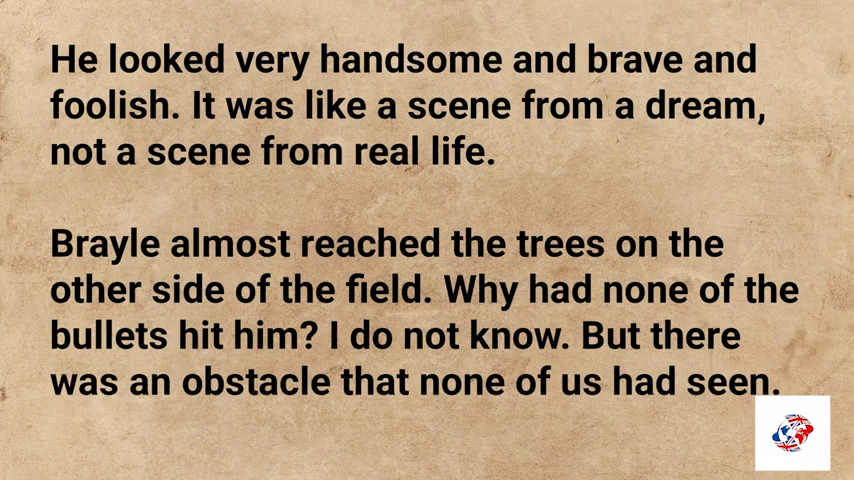 He looked very handsome and brave and
foolish. It was like a scene from a dream,
not a scene from real life.
Brayle almost reached the trees on the
other side of the field. Why had none of the
bullets hit him? I do not know. But there
was an obstacle that none of us had seen.